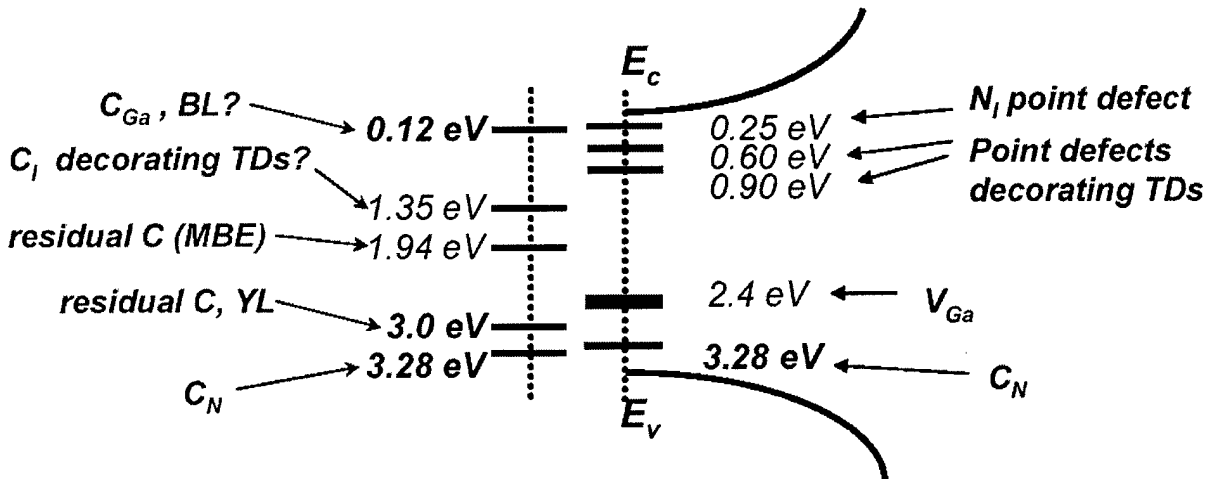 E_c
C_Ga , BL?
0.12 eV
0.25 eV
N_I point defect
C_I decorating TDs?
0.60 eV
Point defects
0.90 eV
decorating TDs
1.35 eV
residual C (MBE)
1.94 eV
residual C, YL
2.4 eV
V_Ga
3.0 eV
3.28 eV
3.28 eV
C_N
C_N
E_v